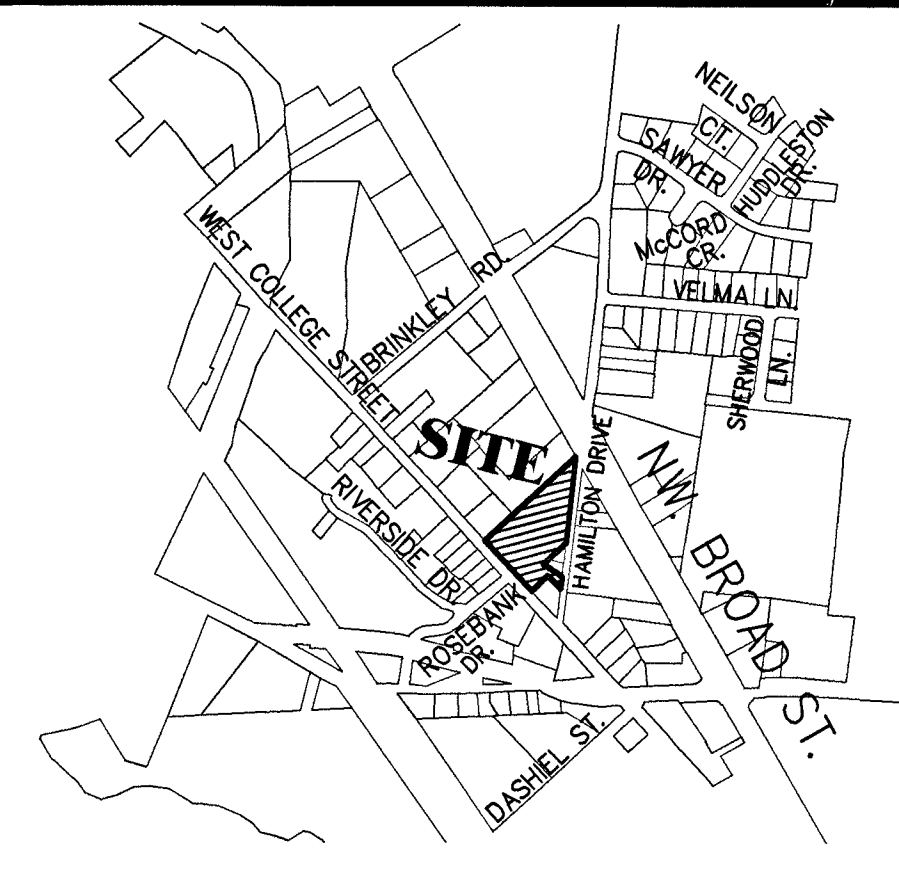 NEILSON
CT.
SAWYER
DR.
HUDDLESTON
DR.
McCORD
CR.
WEST COLLEGE STREET
BRINKLEY RD.
VELMA LN.
SHERWOOD
LN.
SITE
HAMILTON DRIVE
NW. BROAD ST.
RIVERSIDE DR.
ROSEBANK
DR.
DASHIEL ST.